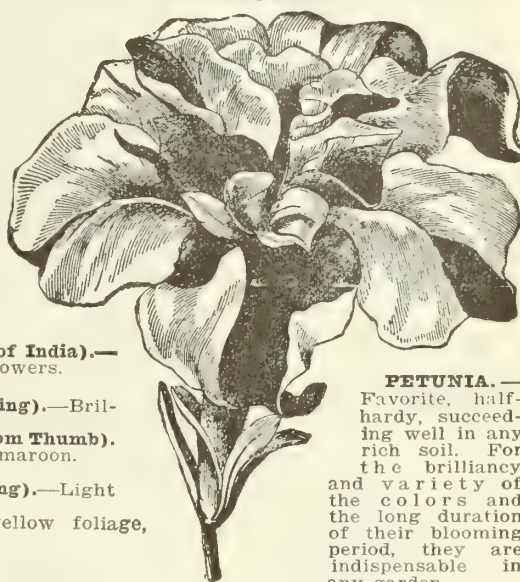 of India).—
owers.
ing).—Bril-
om Thumb).
maroon.
ng).—Light
ellow foliage,
PETUNIA.—
Favorite, half-
hardy, succeed-
ing well in any
rich soil. For
the brilliancy
and variety of
the colors and
the long duration
of their blooming
period, they are
indispensable in
any garden